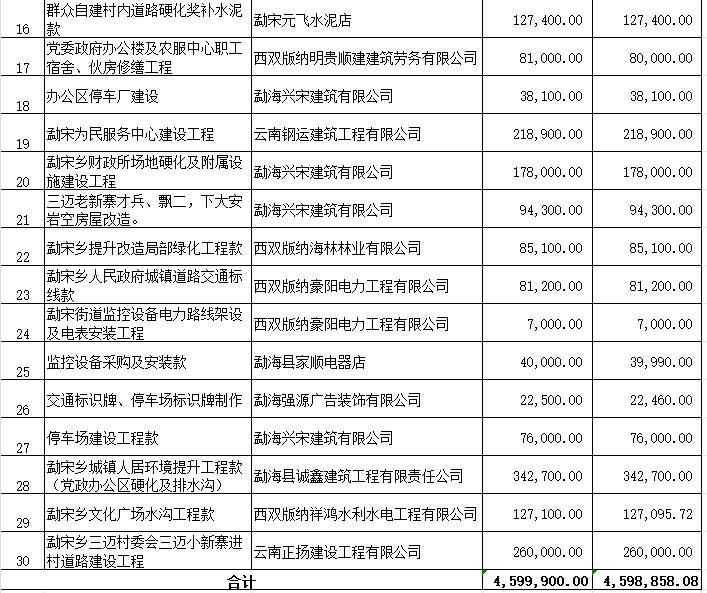 群众自建村内道路硬化奖补水泥
16 款 勐宋元飞水泥店 127,400.00 127,400.00
党委政府办公楼及农服中心职工
17 宿舍、伙房修缮工程 西双版纳明贵顺建建筑劳务有限公司 81,000.00 80,000.00
18 办公区停车厂建设 勐海兴宋建筑有限公司 38,100.00 38,100.00
19 勐宋为民服务中心建设工程 云南钢运建筑工程有限公司 218,900.00 218,900.00
勐宋乡财政所场地硬化及附属设
20 施建设工程 勐海兴宋建筑有限公司 178,000.00 178,000.00
三迈老新寨才兵、飘二，下大安
21 岩空房屋改造。 勐海兴宋建筑有限公司 94,300.00 94,300.00
22 勐宋乡提升改造局部绿化工程款 西双版纳海林林业有限公司 85,100.00 85,100.00
勐宋乡人民政府城镇道路交通标
23 线款 西双版纳豪阳电力工程有限公司 81,200.00 81,200.00
勐宋街道监控设备电力路线架设
24 及电表安装工程 西双版纳豪阳电力工程有限公司 7,000.00 7,000.00
25 监控设备采购及安装款 勐海县家顺电器店 40,000.00 39,990.00
26 交通标识牌、停车场标识牌制作 勐海强源广告装饰有限公司 22,500.00 22,460.00
27 停车场建设工程款 勐海兴宋建筑有限公司 76,000.00 76,000.00
勐宋乡城镇人居环境提升工程款
28 （党政办公区硬化及排水沟） 勐海县诚鑫建筑工程有限责任公司 342,700.00 342,700.00
29 勐宋乡文化广场水沟工程款 西双版纳祥鸿水利水电工程有限公司 127,100.00 127,095.72
勐宋乡三迈村委会三迈小新寨进
30 村道路建设工程 云南正扬建设工程有限公司 260,000.00 260,000.00
合计 4,599,900.00 4,598,858.08